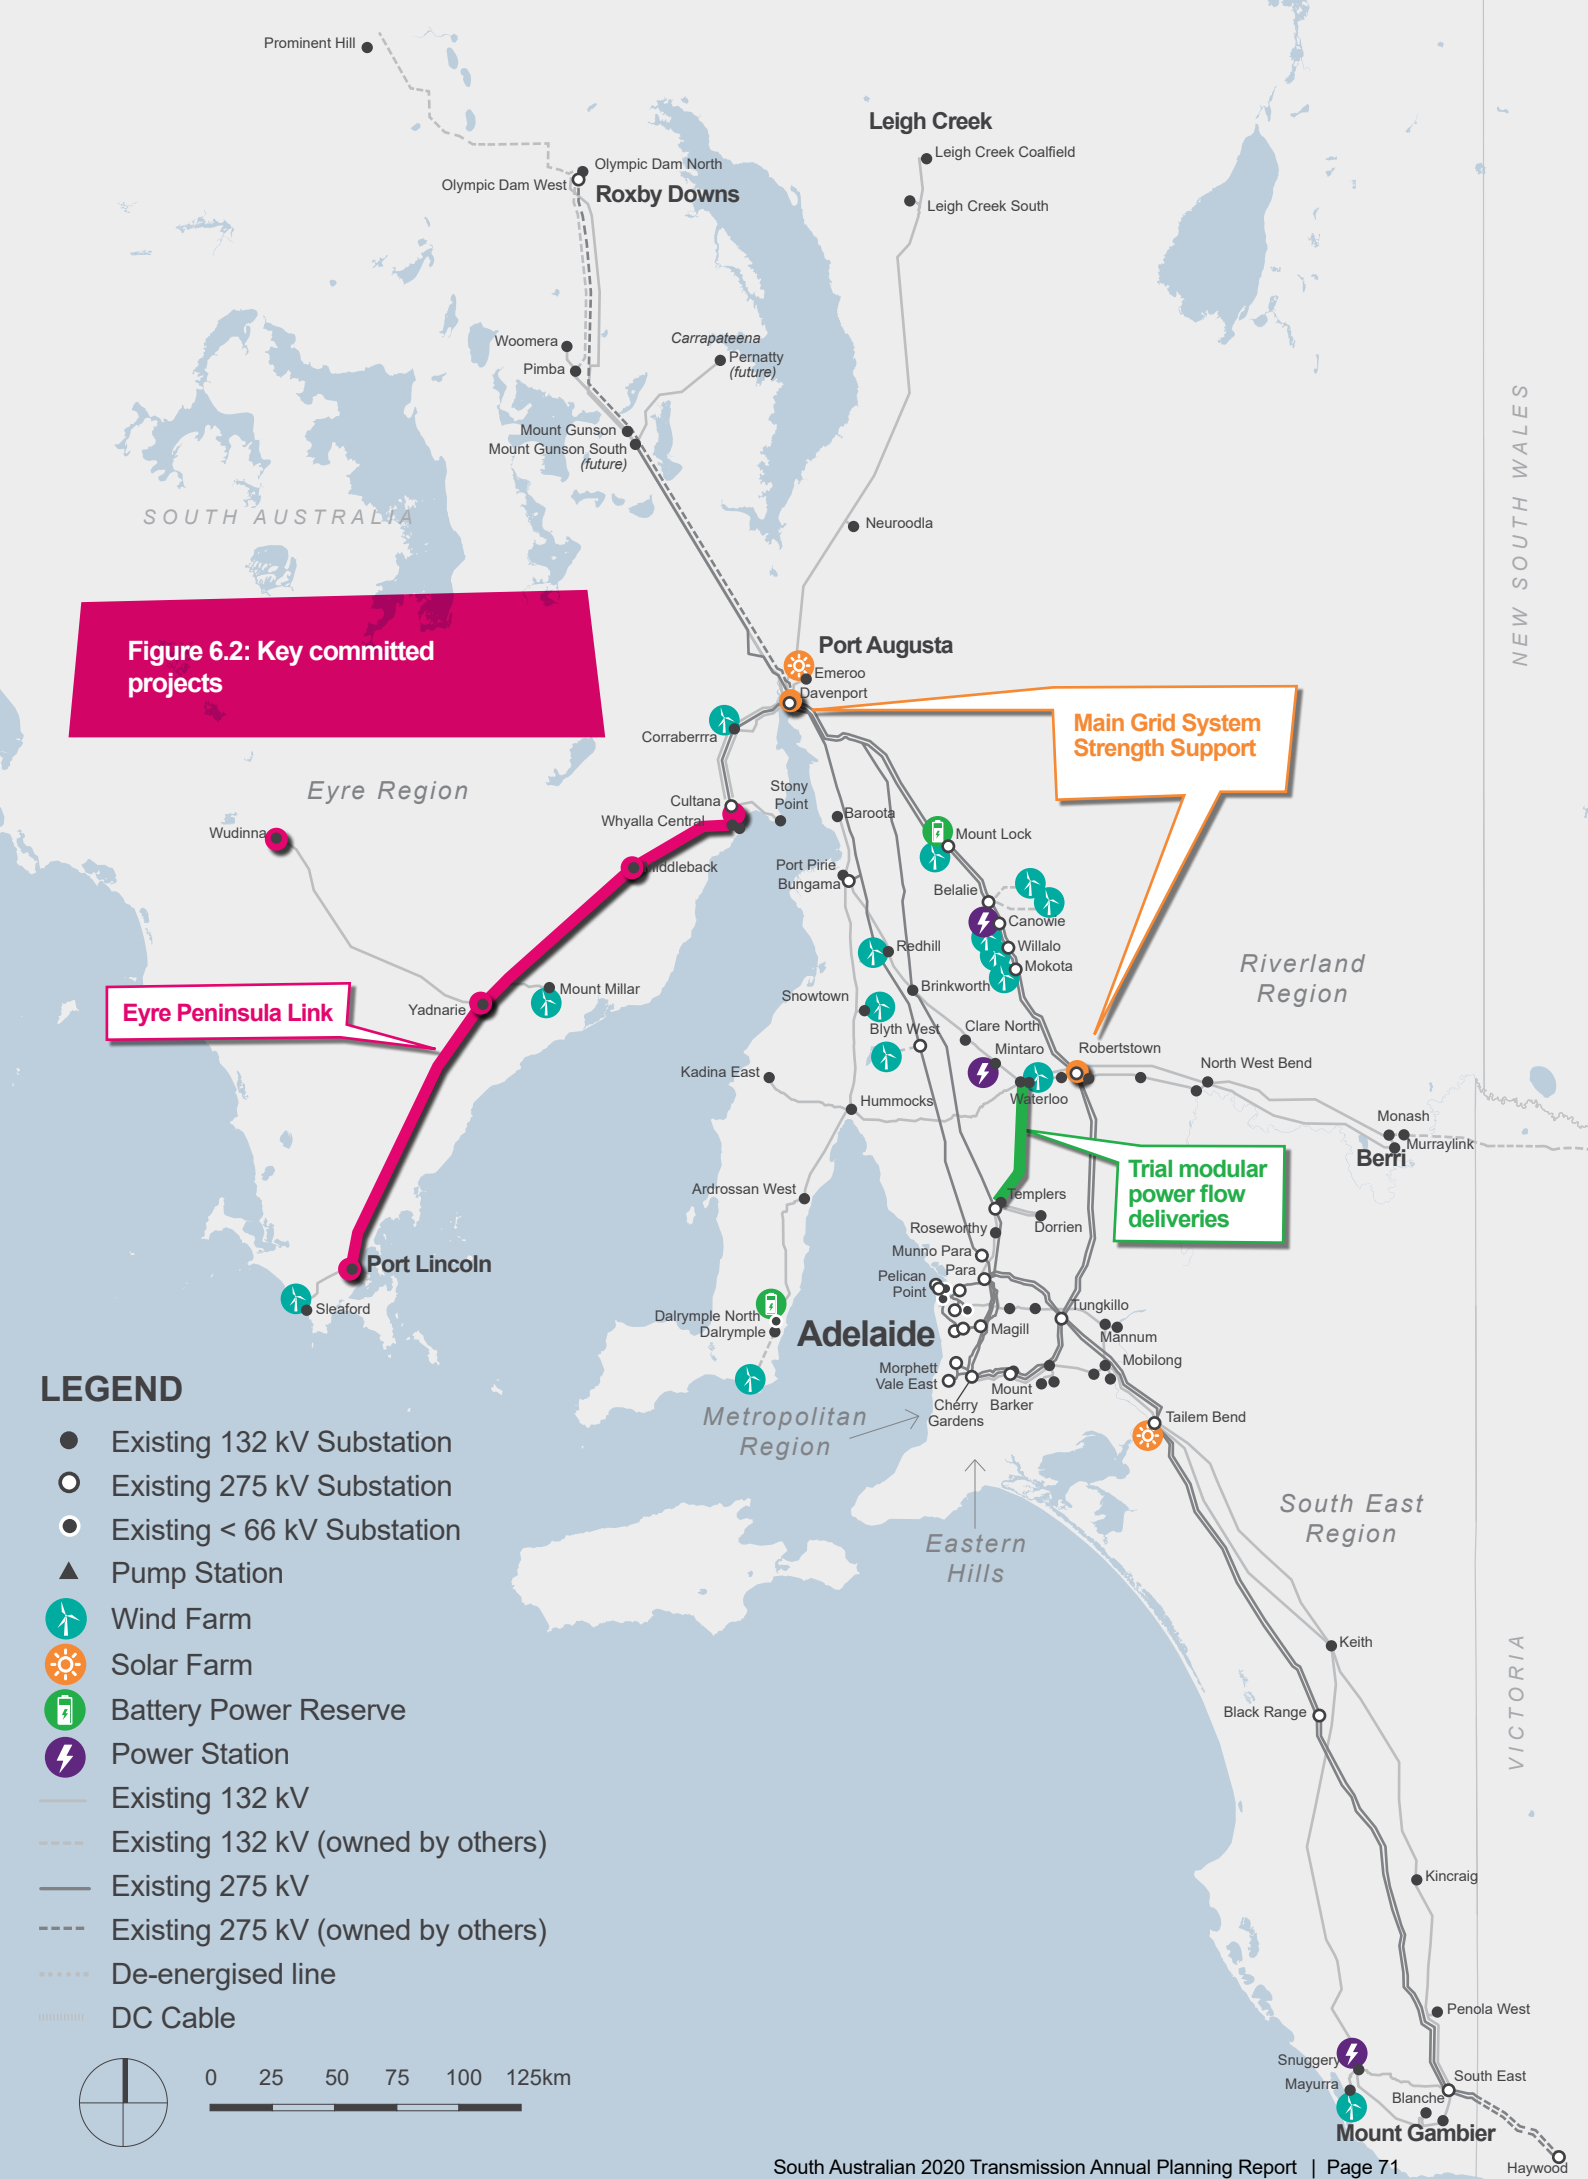 Prominent Hill
Leigh Creek
Leigh Creek Coalfield
Olympic Dam North
Olympic Dam West
Roxby Downs
Leigh Creek South
Woomera
Carrapateena
Pernatty
(future)
Pimba
Mount Gunson
Mount Gunson South
(future)
SOUTH AUSTRALIA
NEW SOUTH WALES
Neuroodla
Figure 6.2: Key committed
projects
Port Augusta
Emeroo
Davenport
Main Grid System
Strength Support
Corraberrra
Eyre Region
Cultana
Stony
Point
Whyalla Central
Baroota
Wudinna
Mount Lock
Middleback
Port Pirie
Bungama
Belalie
Canowie
Willalo
Redhill
Mokota
Riverland
Region
Brinkworth
Mount Millar
Snowtown
Yadnarie
Eyre Peninsula Link
Blyth West
Clare North
Mintaro
Robertstown
North West Bend
Kadina East
Waterloo
Hummocks
Monash
Murraylink
Berri
Trial modular
power flow
deliveries
Ardrossan West
Templers
Dorrien
Roseworthy
Munno Para
Para
Pelican
Point
Port Lincoln
Sleaford
Tungkillo
Dalrymple North
Dalrymple
Adelaide
Magill
Mannum
Mobilong
Morphett
Vale East
Mount
Barker
Cherry
Gardens
Metropolitan
Region
Tailem Bend
South East
Region
Eastern
Hills
Keith
Black Range
VICTORIA
Kincraig
Penola West
Snuggery
Mayurra
South East
Blanche
Mount Gambier
Haywood
LEGEND
Existing 132 kV Substation
Existing 275 kV Substation
Existing < 66 kV Substation
Pump Station
Wind Farm
Solar Farm
Battery Power Reserve
Power Station
Existing 132 kV
Existing 132 kV (owned by others)
Existing 275 kV
Existing 275 kV (owned by others)
De-energised line
DC Cable
0 25 50 75 100 125km
South Australian 2020 Transmission Annual Planning Report | Page 71